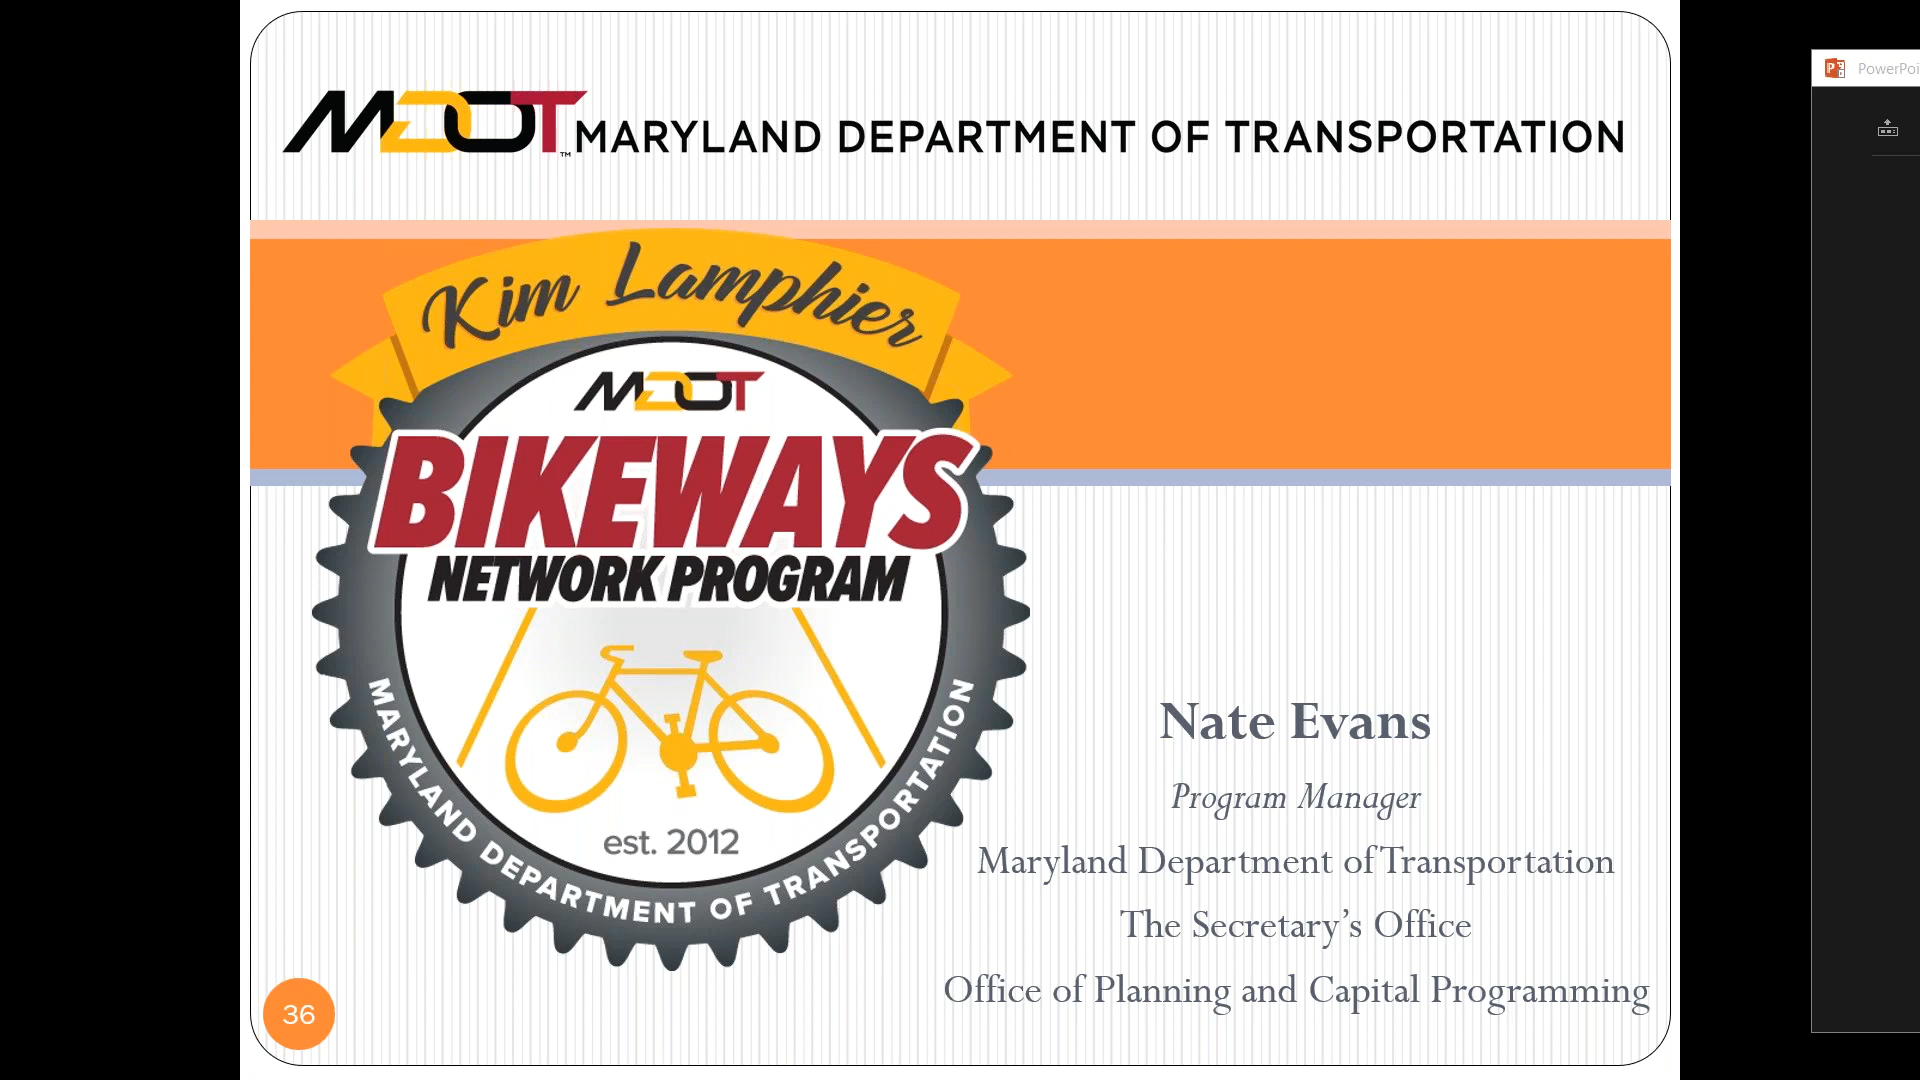 MDOT™ MARYLAND DEPARTMENT OF TRANSPORTATION
Kim Lamphier
MDOT
BIKEWAYS
NETWORK PROGRAM
est. 2012
MARYLAND DEPARTMENT OF TRANSPORTATION
Nate Evans
Program Manager
Maryland Department of Transportation
The Secretary’s Office
Office of Planning and Capital Programming
36
PowerPoi